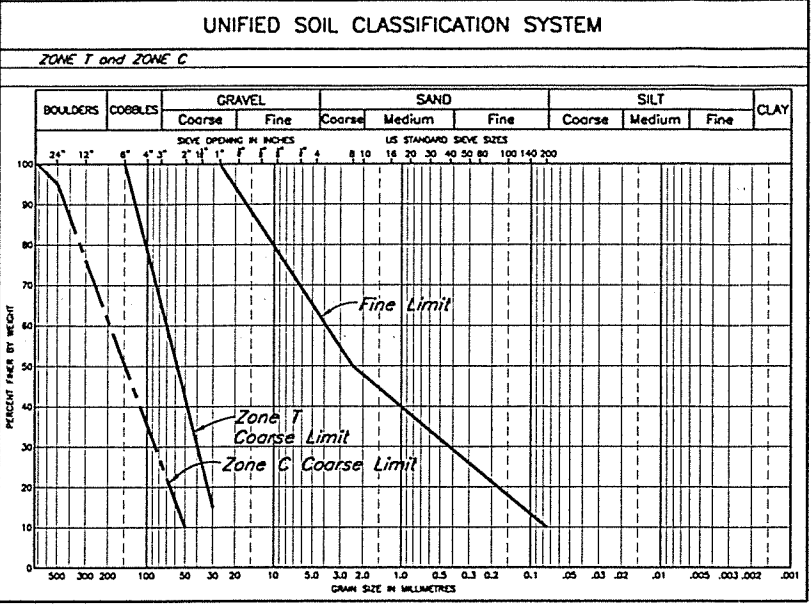 UNIFIED SOIL CLASSIFICATION SYSTEM
ZONE T and ZONE C
BOULDERS COBBLES GRAVEL SAND SILT CLAY
Coarse Fine Coarse Medium Fine Coarse Medium Fine
SIEVE OPENING IN INCHES US STANDARD SIEVE SIZES
24" 12" 6" 4" 3" 2" 1" 4 8 10 16 20 30 40 50 60 100 140 200
100
90
80
70
60
50
40
30
20
10
0
PERCENT FINER BY WEIGHT
Fine Limit
Zone T
Coarse Limit
Zone C Coarse Limit
500 300 200 100 50 30 20 10 5.0 3.0 2.0 1.0 0.5 0.3 0.2 0.1 .05 .03 .02 .01 .005 .003 .002 .001
GRAIN SIZE IN MILLIMETRES